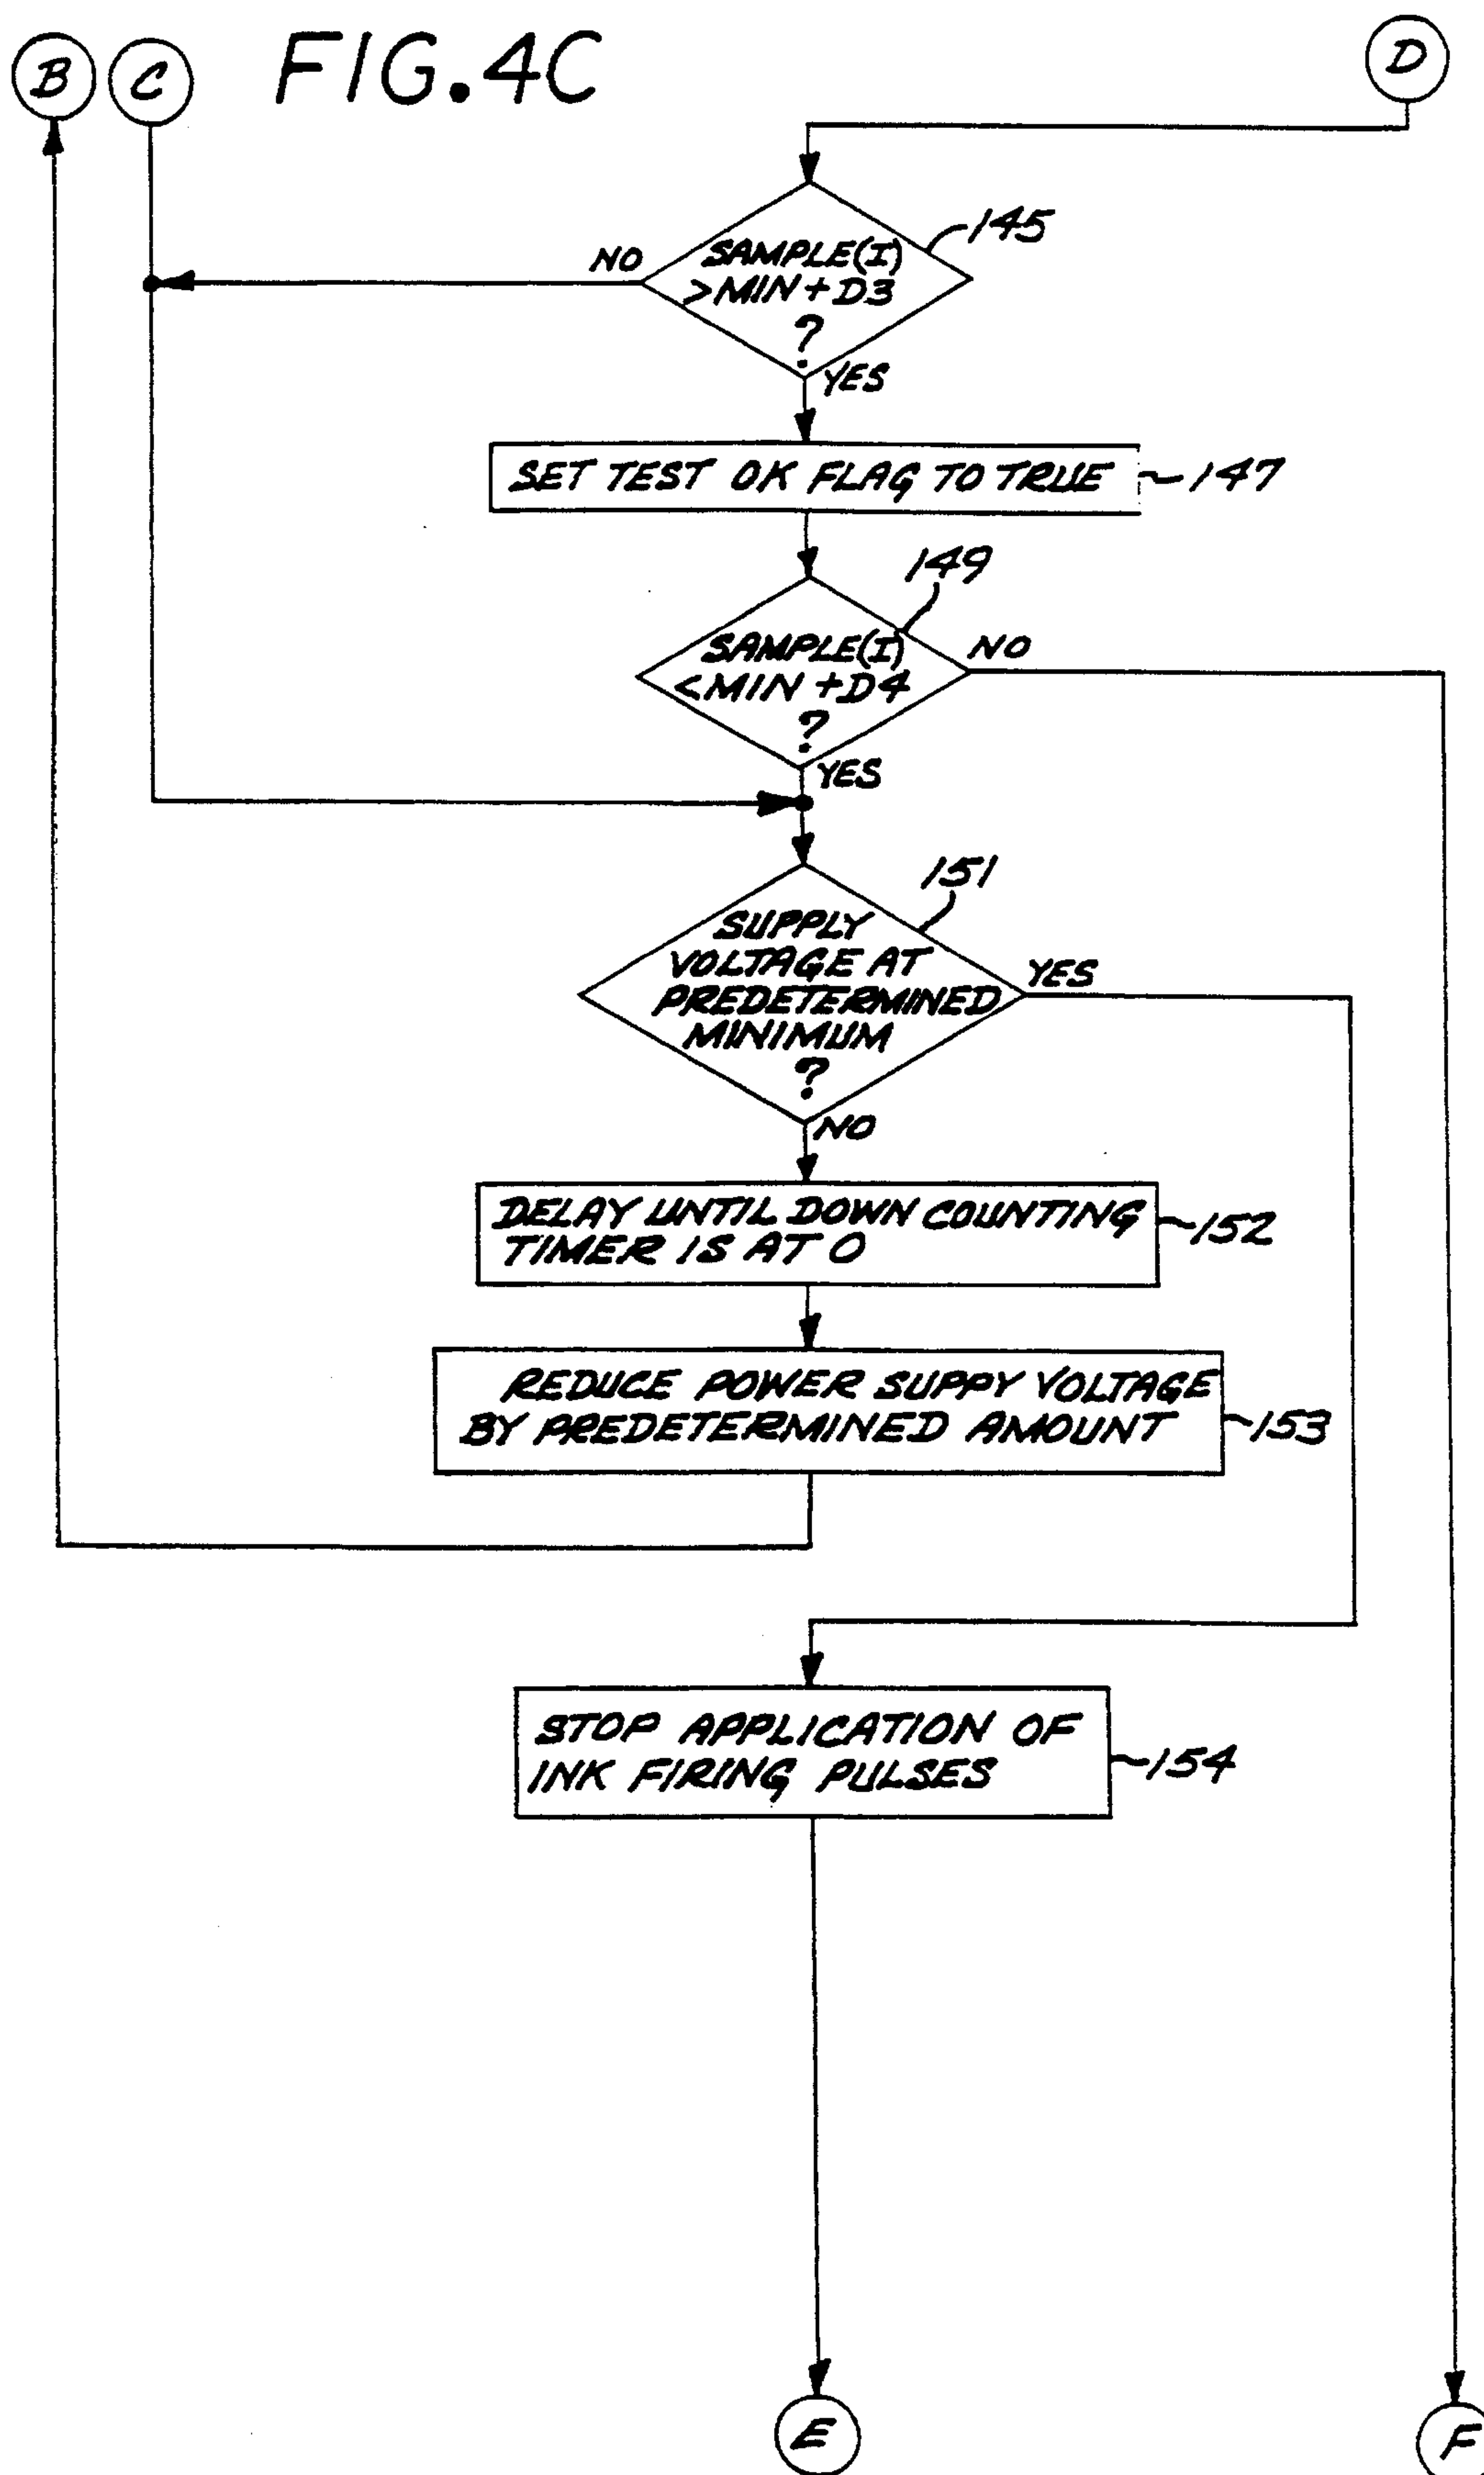 B
C
FIG.4C
D
145
NO
SAMPLE(I)
>MIN+D3
?
YES
SET TEST OK FLAG TO TRUE
147
149
SAMPLE(I)
<MIN+D4
?
NO
YES
151
SUPPLY
VOLTAGE AT
PREDETERMINED
MINIMUM
?
YES
NO
DELAY UNTIL DOWN COUNTING
TIMER IS AT 0
152
REDUCE POWER SUPPY VOLTAGE
BY PREDETERMINED AMOUNT
153
STOP APPLICATION OF
INK FIRING PULSES
154
E
F